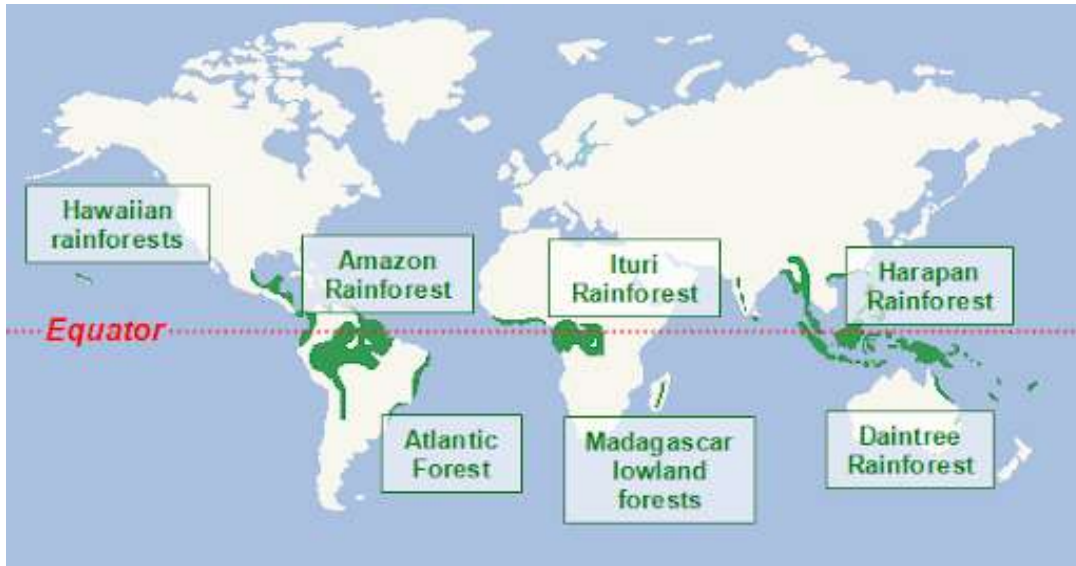 Hawaiian
rainforests
Amazon
Rainforest
Ituri
Rainforest
Harapan
Rainforest
Equator
Atlantic
Forest
Madagascar
lowland
forests
Daintree
Rainforest